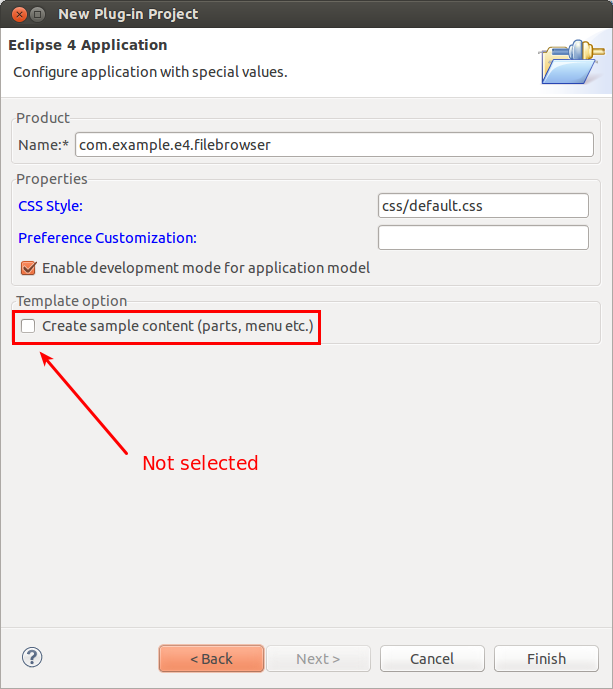 New Plug-in Project
Eclipse 4 Application
Configure application with special values.
Product
Name:* com.example.e4.filebrowser
Properties
CSS Style: css/default.css
Preference Customization:
Enable development mode for application model
Template option
Create sample content (parts, menu etc.)
Not selected
? < Back Next > Cancel Finish